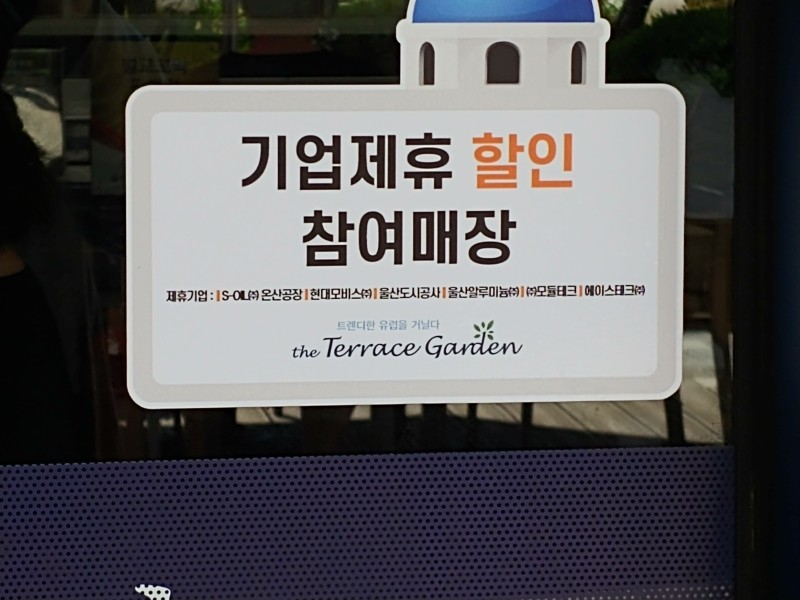 기업제휴 할인
참여매장
제휴기업 : | S-OIL㈜ 온산공장 | 현대모비스㈜ | 울산도시공사 | 울산알루미늄㈜ | ㈜모듈테크 | 에이스테크㈜
트렌디한 유럽을 거닐다
the Terrace Garden